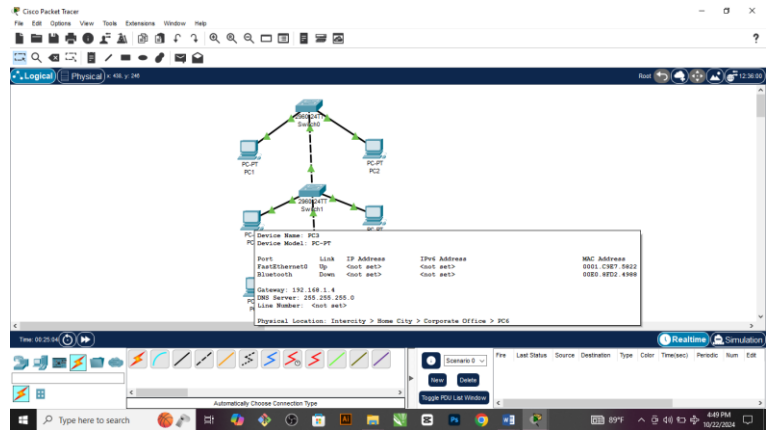 Cisco Packet Tracer
File Edit Options View Tools Extensions Window Help
?
Logical Physical x: 436, y: 246 Root 12:36:00
2960-24TT
Switch0
PC-PT
PC1
PC-PT
PC2
2960-24TT
Switch1
Device Name: PC3
Device Model: PC-PT
Port Link IP Address IPv6 Address MAC Address
FastEthernet0 Up <not set> <not set> 0001.C9E7.5822
Bluetooth Down <not set> <not set> 00E0.8FD2.4988
Gateway: 192.168.1.4
DNS Server: 255.255.255.0
Line Number: <not set>
Physical Location: Intercity > Home City > Corporate Office > PC6
Time: 00:25:04 Realtime Simulation
Scenario 0
New Delete
Toggle PDU List Window
Fire Last Status Source Destination Type Color Time(sec) Periodic Num Edit
Automatically Choose Connection Type
Type here to search
89°F
4:49 PM
10/22/2024